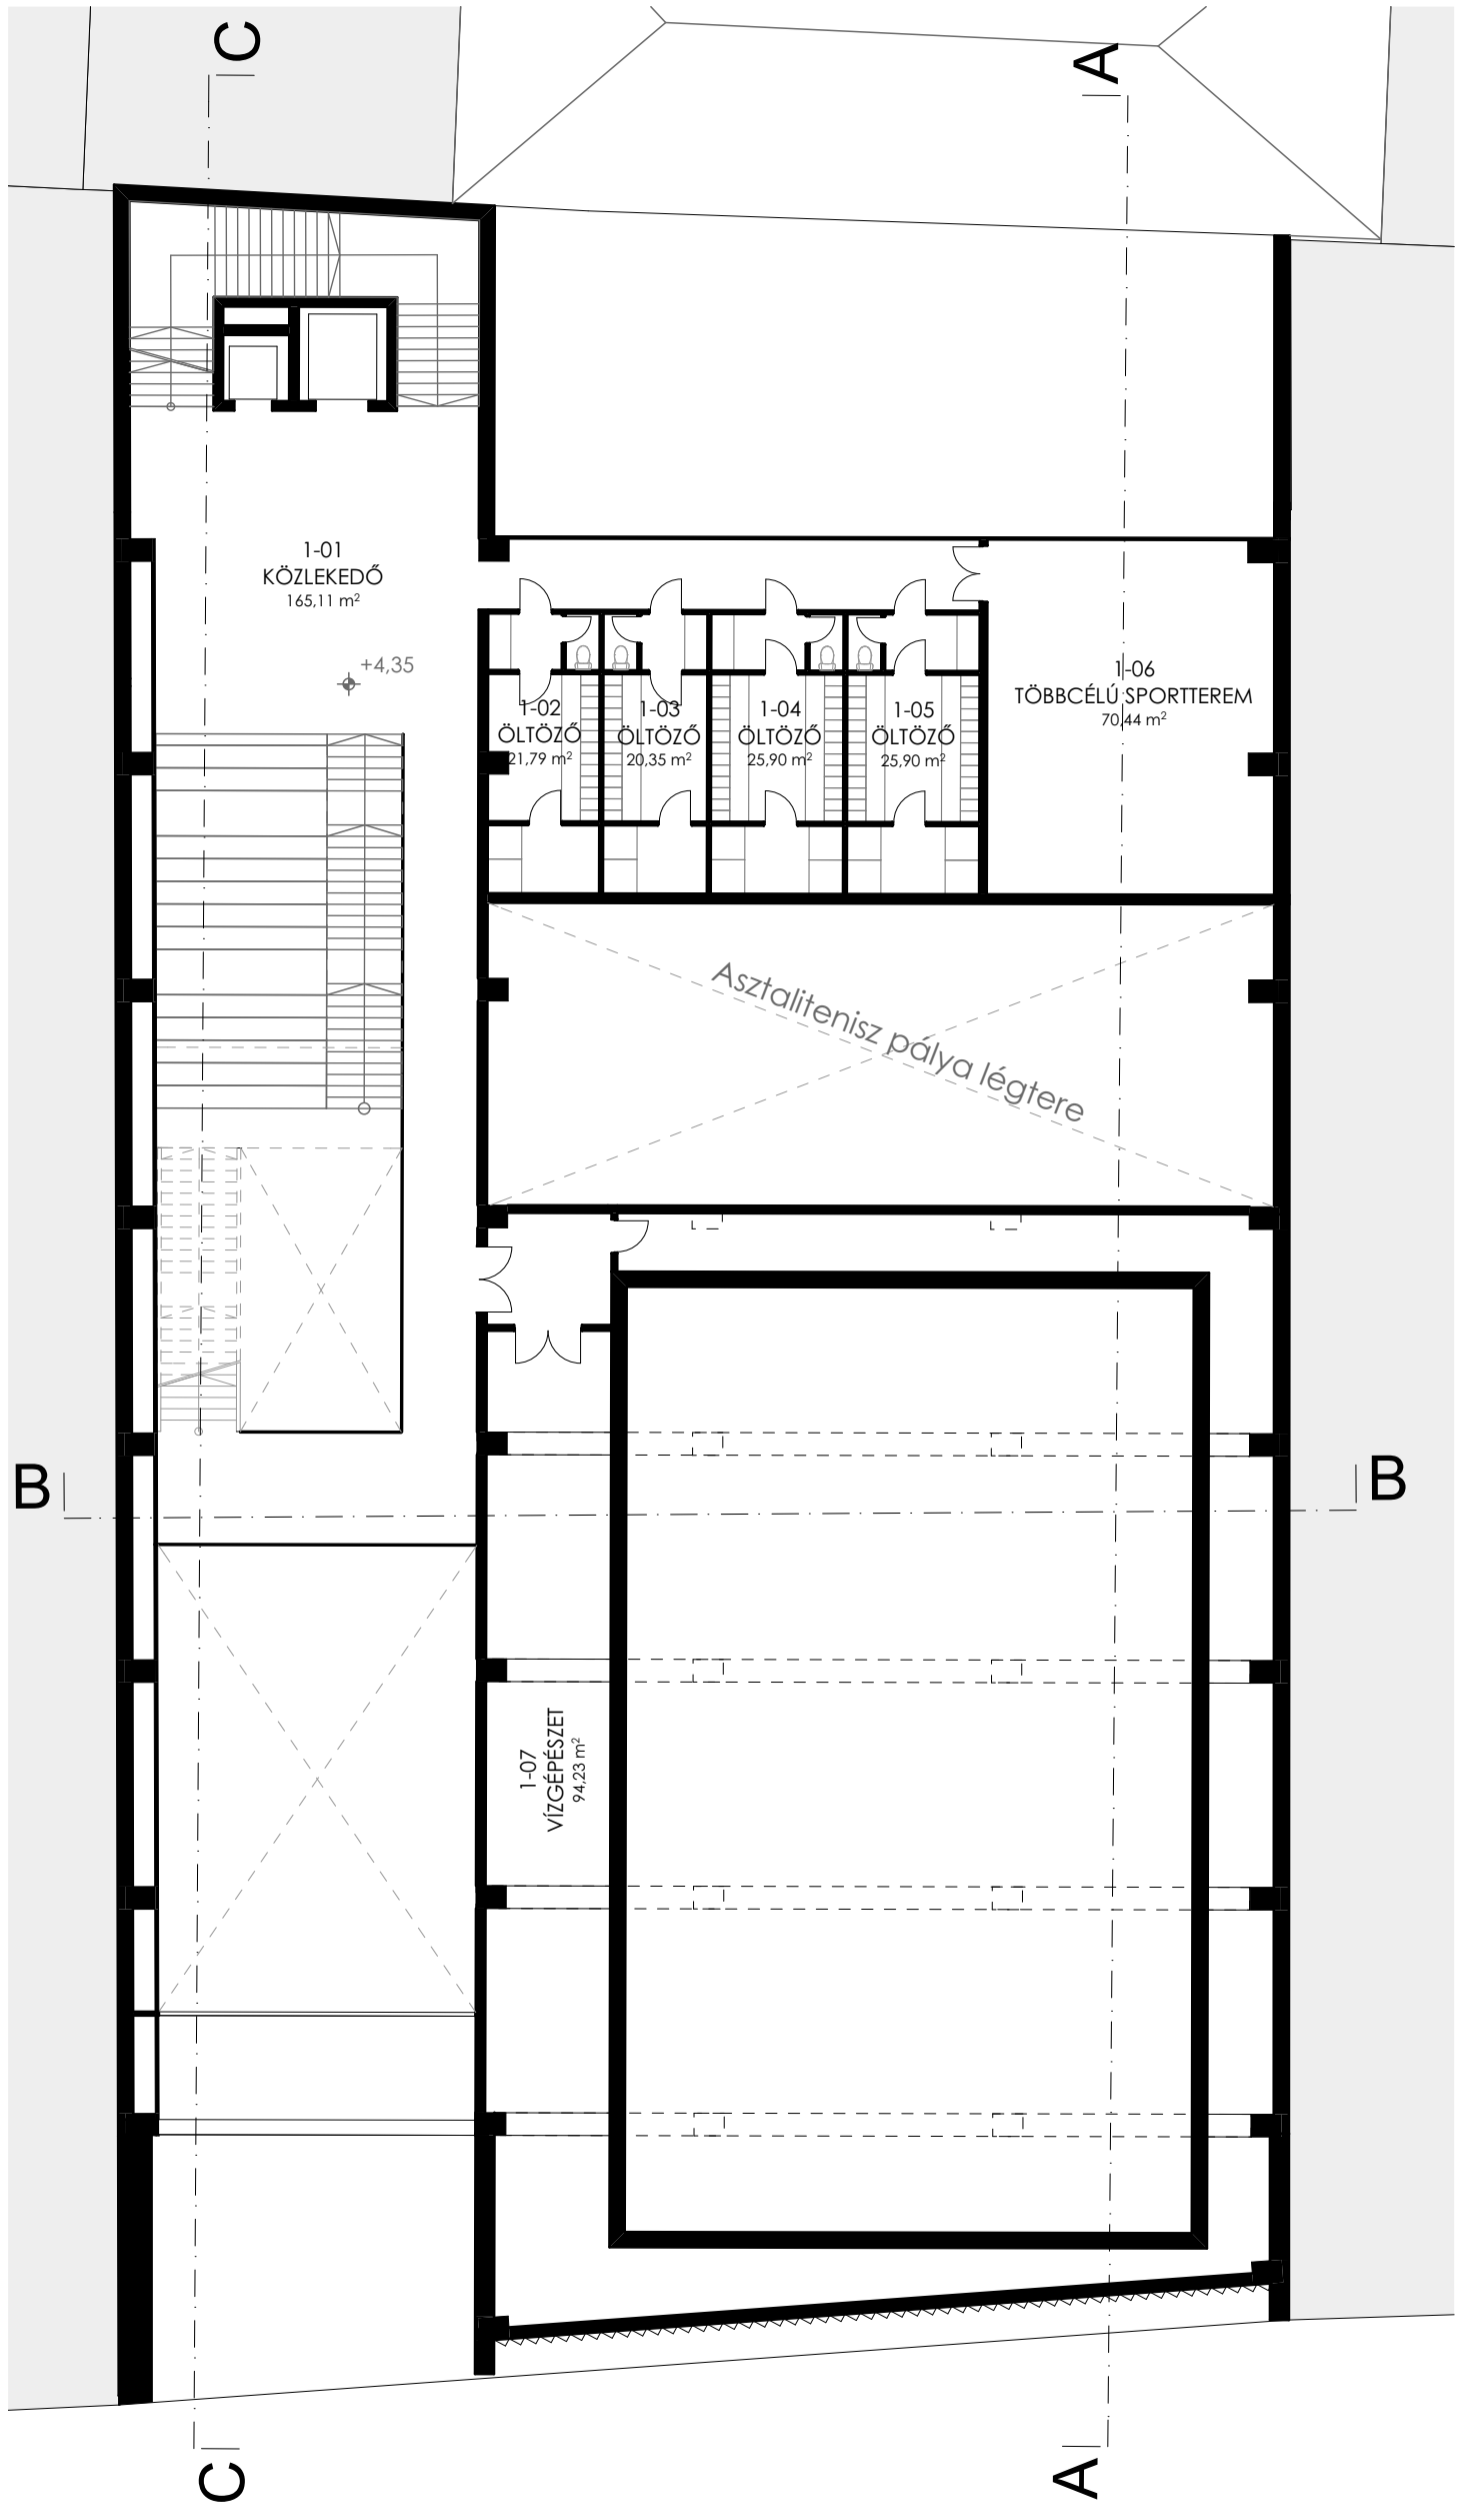 C
A
1-01
KÖZLEKEDŐ
165,11 m²
+4,35
1-02
ÖLTÖZŐ
21,79 m²
1-03
ÖLTÖZŐ
20,35 m²
1-04
ÖLTÖZŐ
25,90 m²
1-05
ÖLTÖZŐ
25,90 m²
1-06
TÖBBCÉLÚ SPORTTEREM
70,44 m²
Asztalitenisz pálya légtere
B
B
1-07
VÍZGÉPÉSZET
94,23 m²
C
A